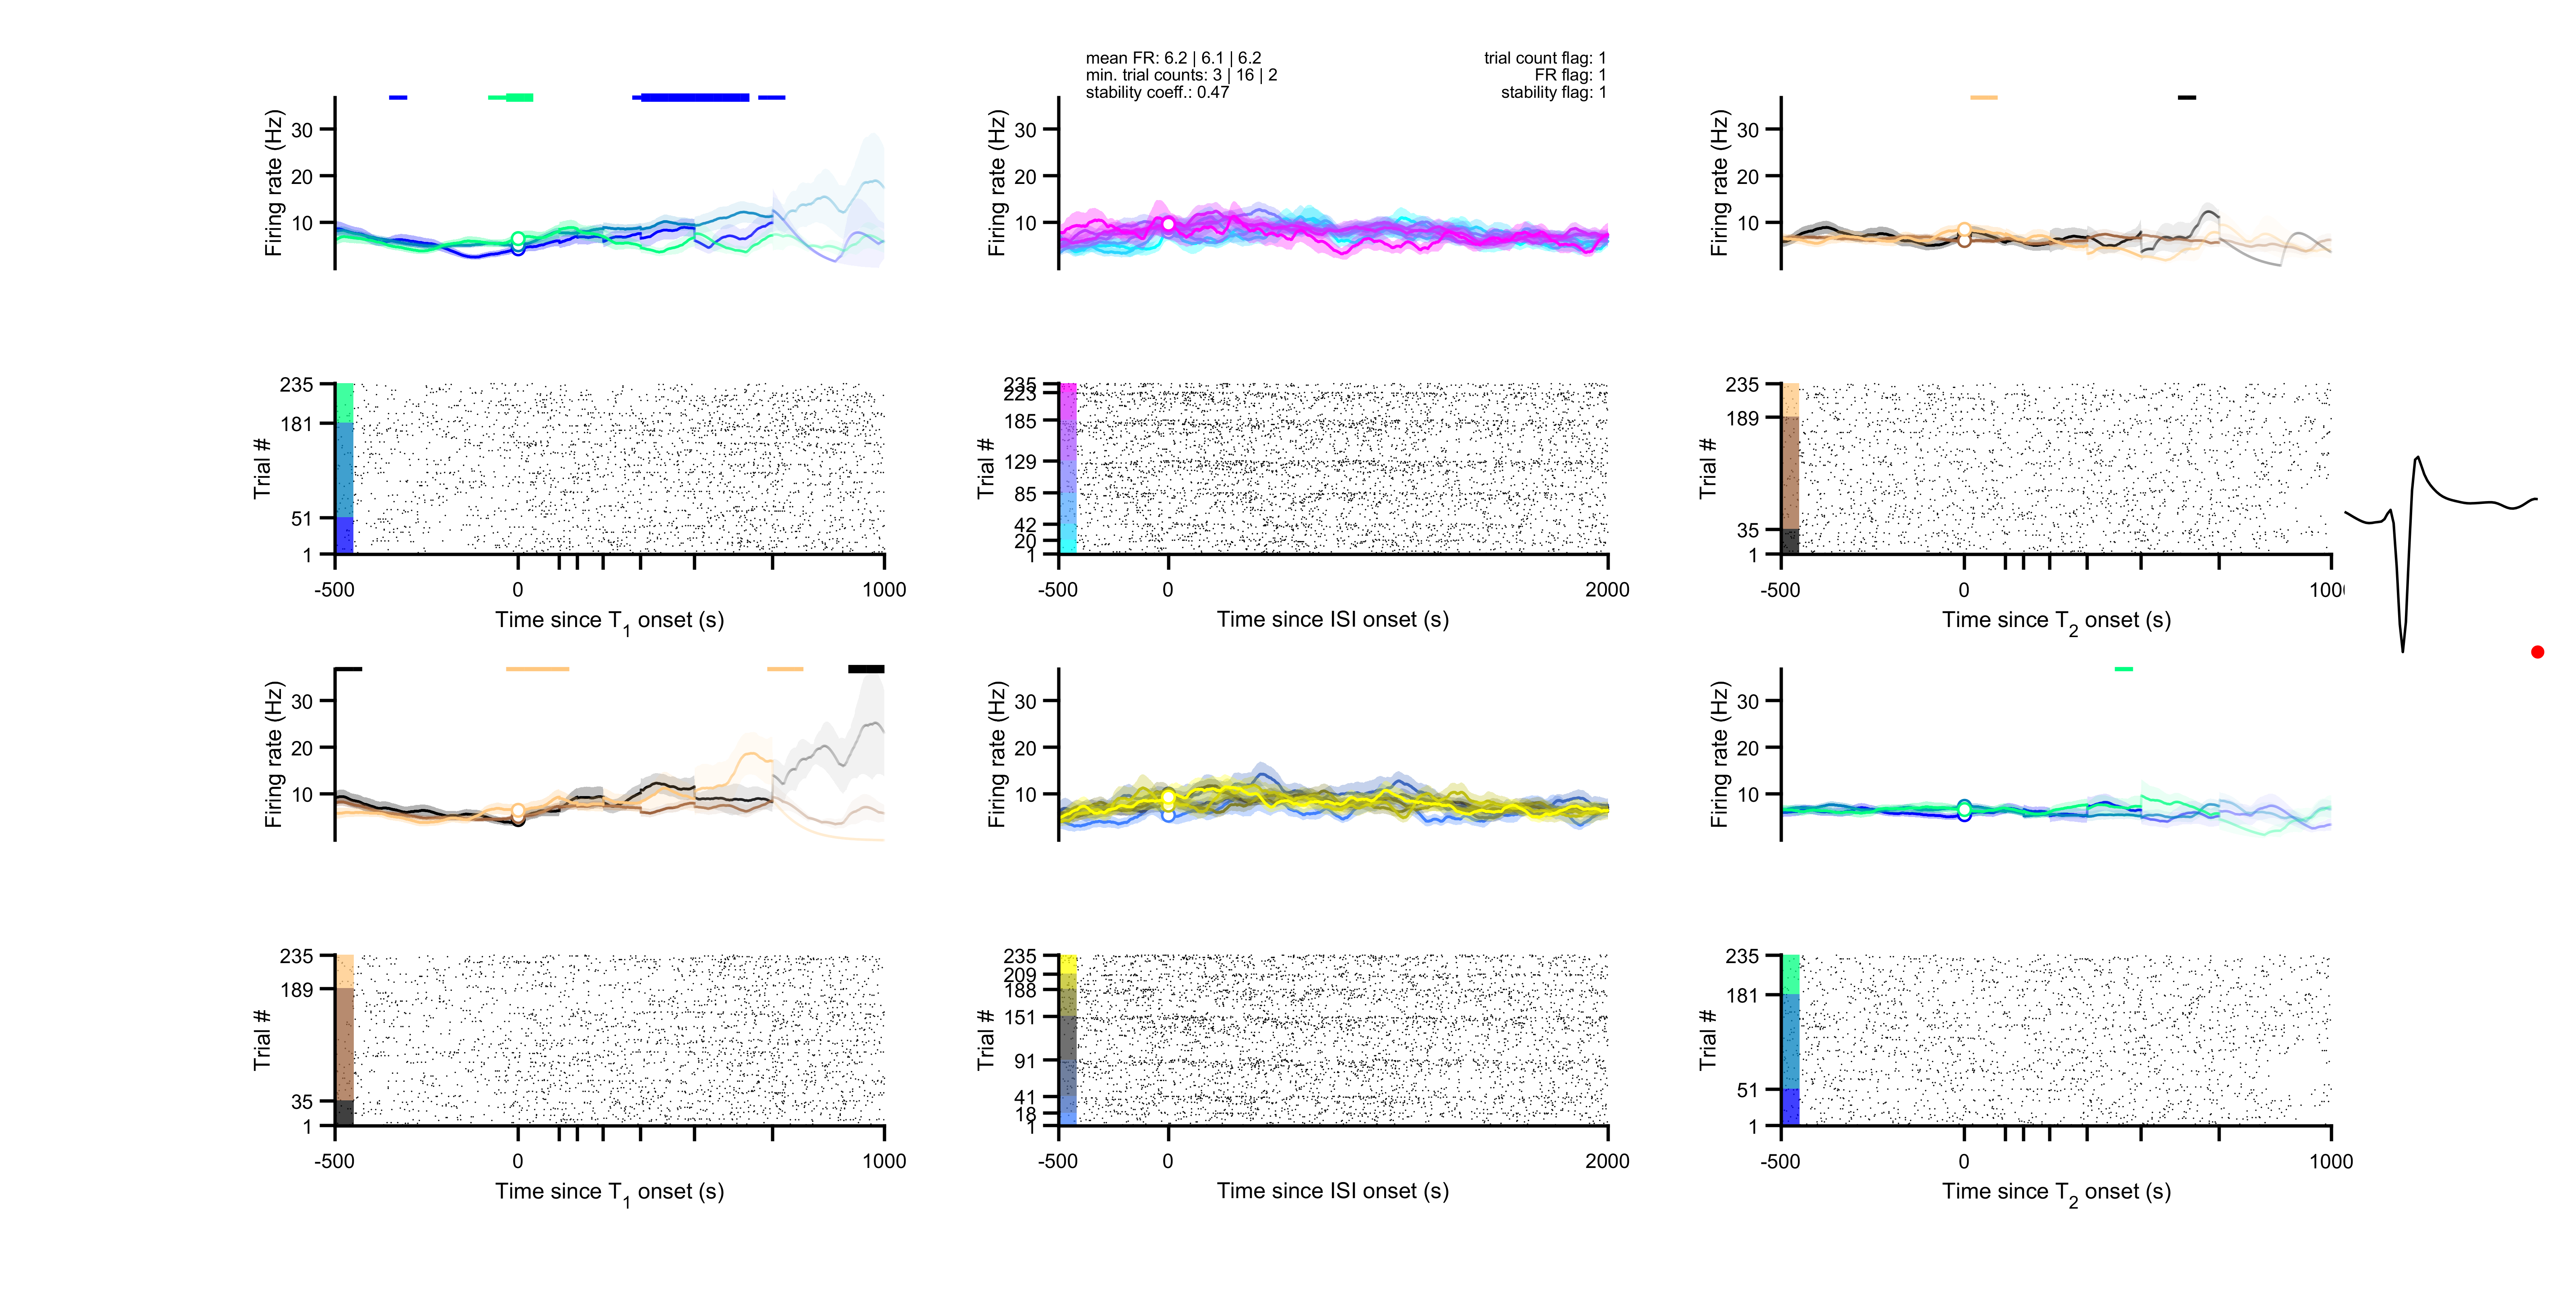 mean FR: 6.2 | 6.1 | 6.2
min. trial counts: 3 | 16 | 2
stability coeff.: 0.47
trial count flag: 1
FR flag: 1
stability flag: 1
Firing rate (Hz)
30
20
10
Firing rate (Hz)
30
20
10
Firing rate (Hz)
30
20
10
Trial #
235
181
51
1
-500
0
1000
Time since T1 onset (s)
Trial #
235
223
185
129
85
42
20
1
-500
0
2000
Time since ISI onset (s)
Trial #
235
189
35
1
-500
0
100
Time since T2 onset (s)
Firing rate (Hz)
30
20
10
Firing rate (Hz)
30
20
10
Firing rate (Hz)
30
20
10
Trial #
235
189
35
1
-500
0
1000
Time since T1 onset (s)
Trial #
235
209
188
151
91
41
18
1
-500
0
2000
Time since ISI onset (s)
Trial #
235
181
51
1
-500
0
1000
Time since T2 onset (s)